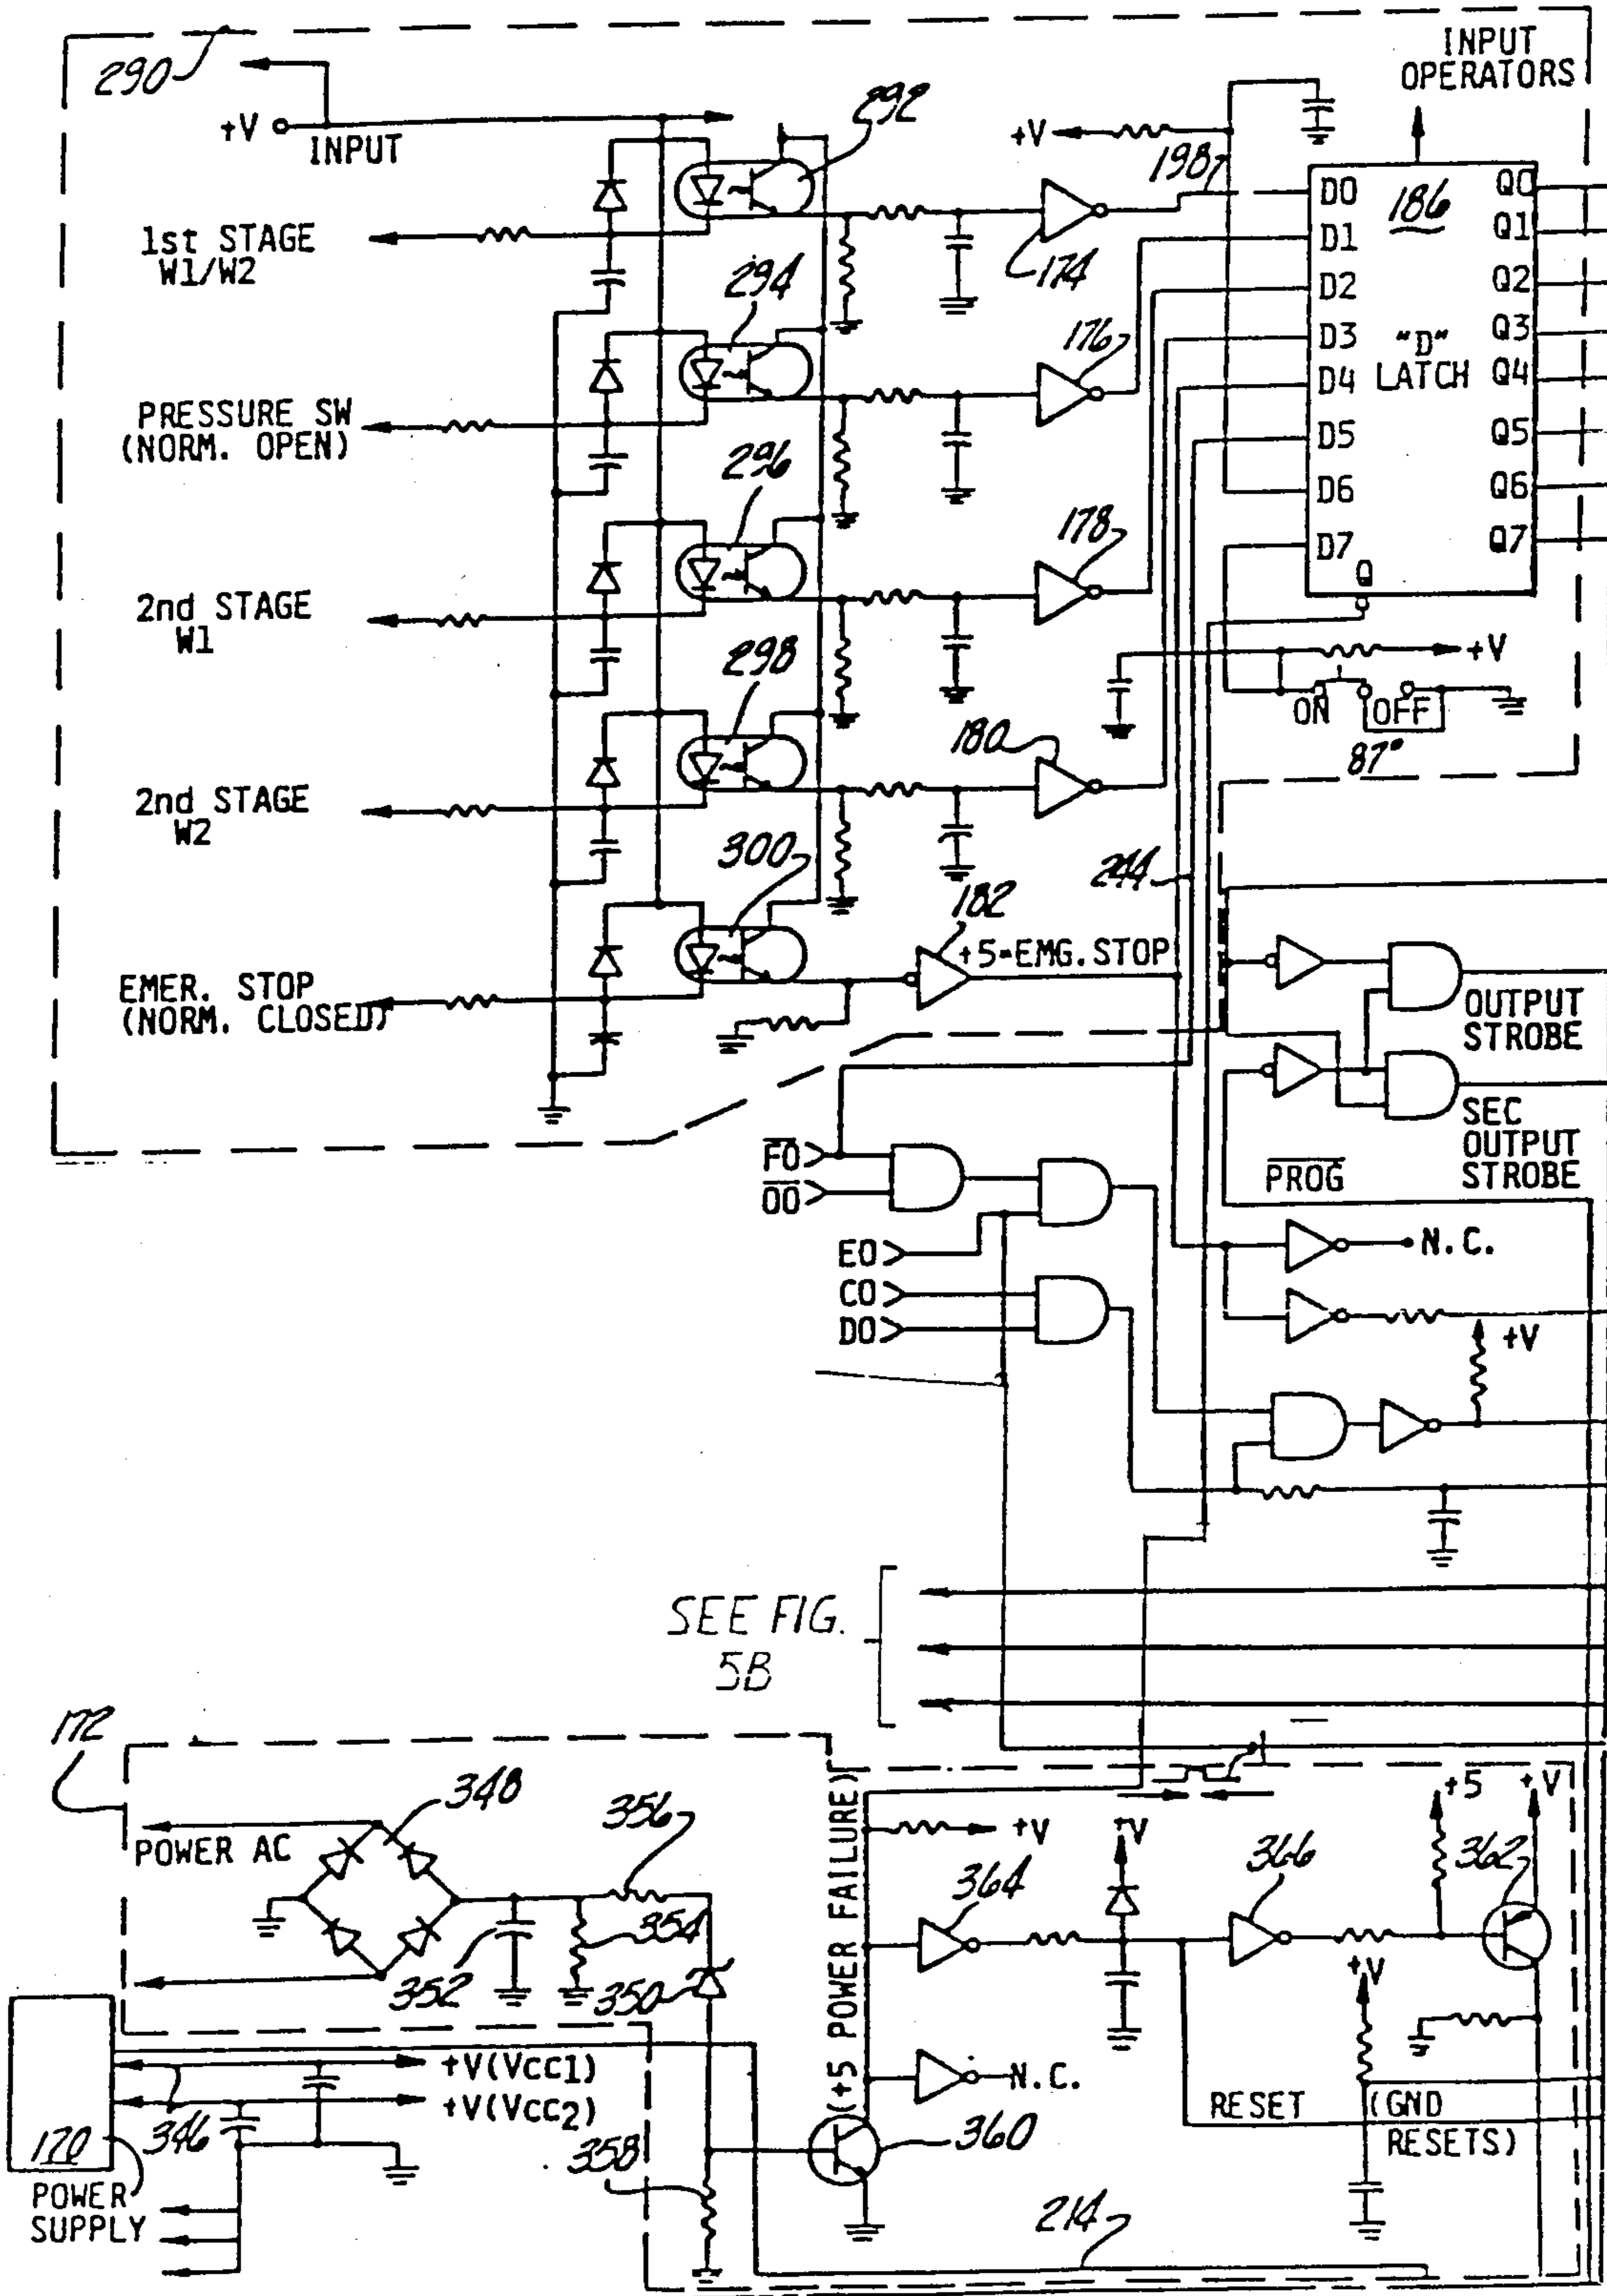 290
+V
INPUT
292
+V
198
INPUT
OPERATORS
1st STAGE
W1/W2
174
D0
D1
D2
D3
D4
D5
D6
D7
186
"D"
LATCH
Q0
Q1
Q2
Q3
Q4
Q5
Q6
Q7
Q
294
PRESSURE SW
(NORM. OPEN)
176
296
2nd STAGE
W1
178
+V
ON
OFF
87°
298
2nd STAGE
W2
180
300
244
182
+5=EMG.STOP
EMER. STOP
(NORM. CLOSED)
OUTPUT
STROBE
SEC
OUTPUT
STROBE
PROG
F0
00
E0
C0
D0
N.C.
+V
SEE FIG.
5B
172
POWER AC
348
356
354
352
350
(+5 POWER FAILURE)
+V
364
+V
366
+5
+V
362
+V
N.C.
360
RESET
(GND
RESETS)
+V(VCC1)
+V(VCC2)
346
170
POWER
SUPPLY
358
214